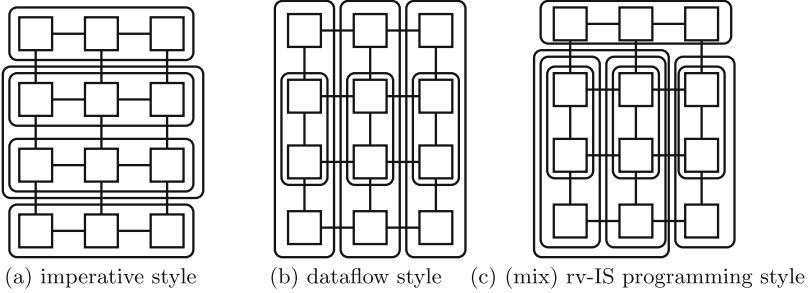 (a) imperative style
(b) dataflow style
(c) (mix) rv-IS programming style